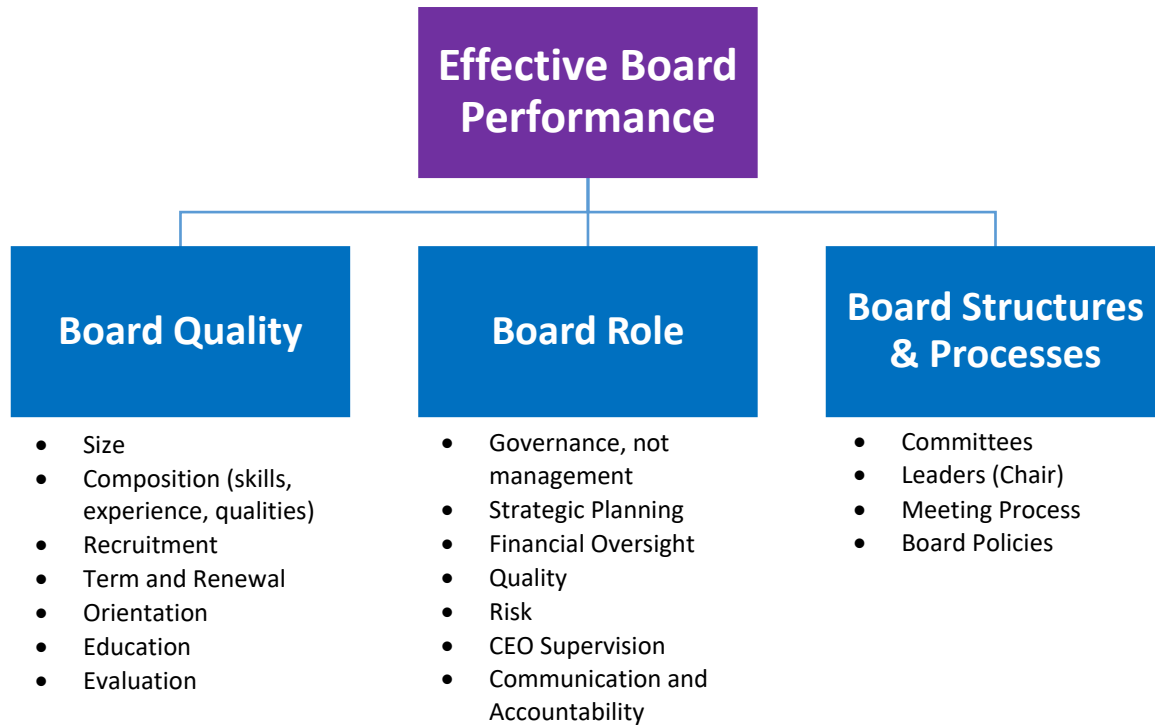 Effective Board
Performance
Board Quality
• Size
• Composition (skills,
experience, qualities)
• Recruitment
• Term and Renewal
• Orientation
• Education
• Evaluation
Board Role
• Governance, not
management
• Strategic Planning
• Financial Oversight
• Quality
• Risk
• CEO Supervision
• Communication and
Accountability
Board Structures
& Processes
• Committees
• Leaders (Chair)
• Meeting Process
• Board Policies